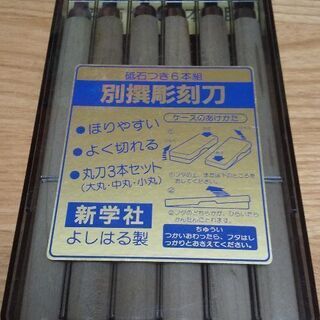 砥石つき6本組
別撰彫刻刀
●ほりやすい
●よく切れる
●丸刀3本セット
(大丸・中丸・小丸)
新学社
よしはる製
ケースのあけかた
①
②
ちゅうい
つかいおわったら、フタはしっかりとおさえてください。